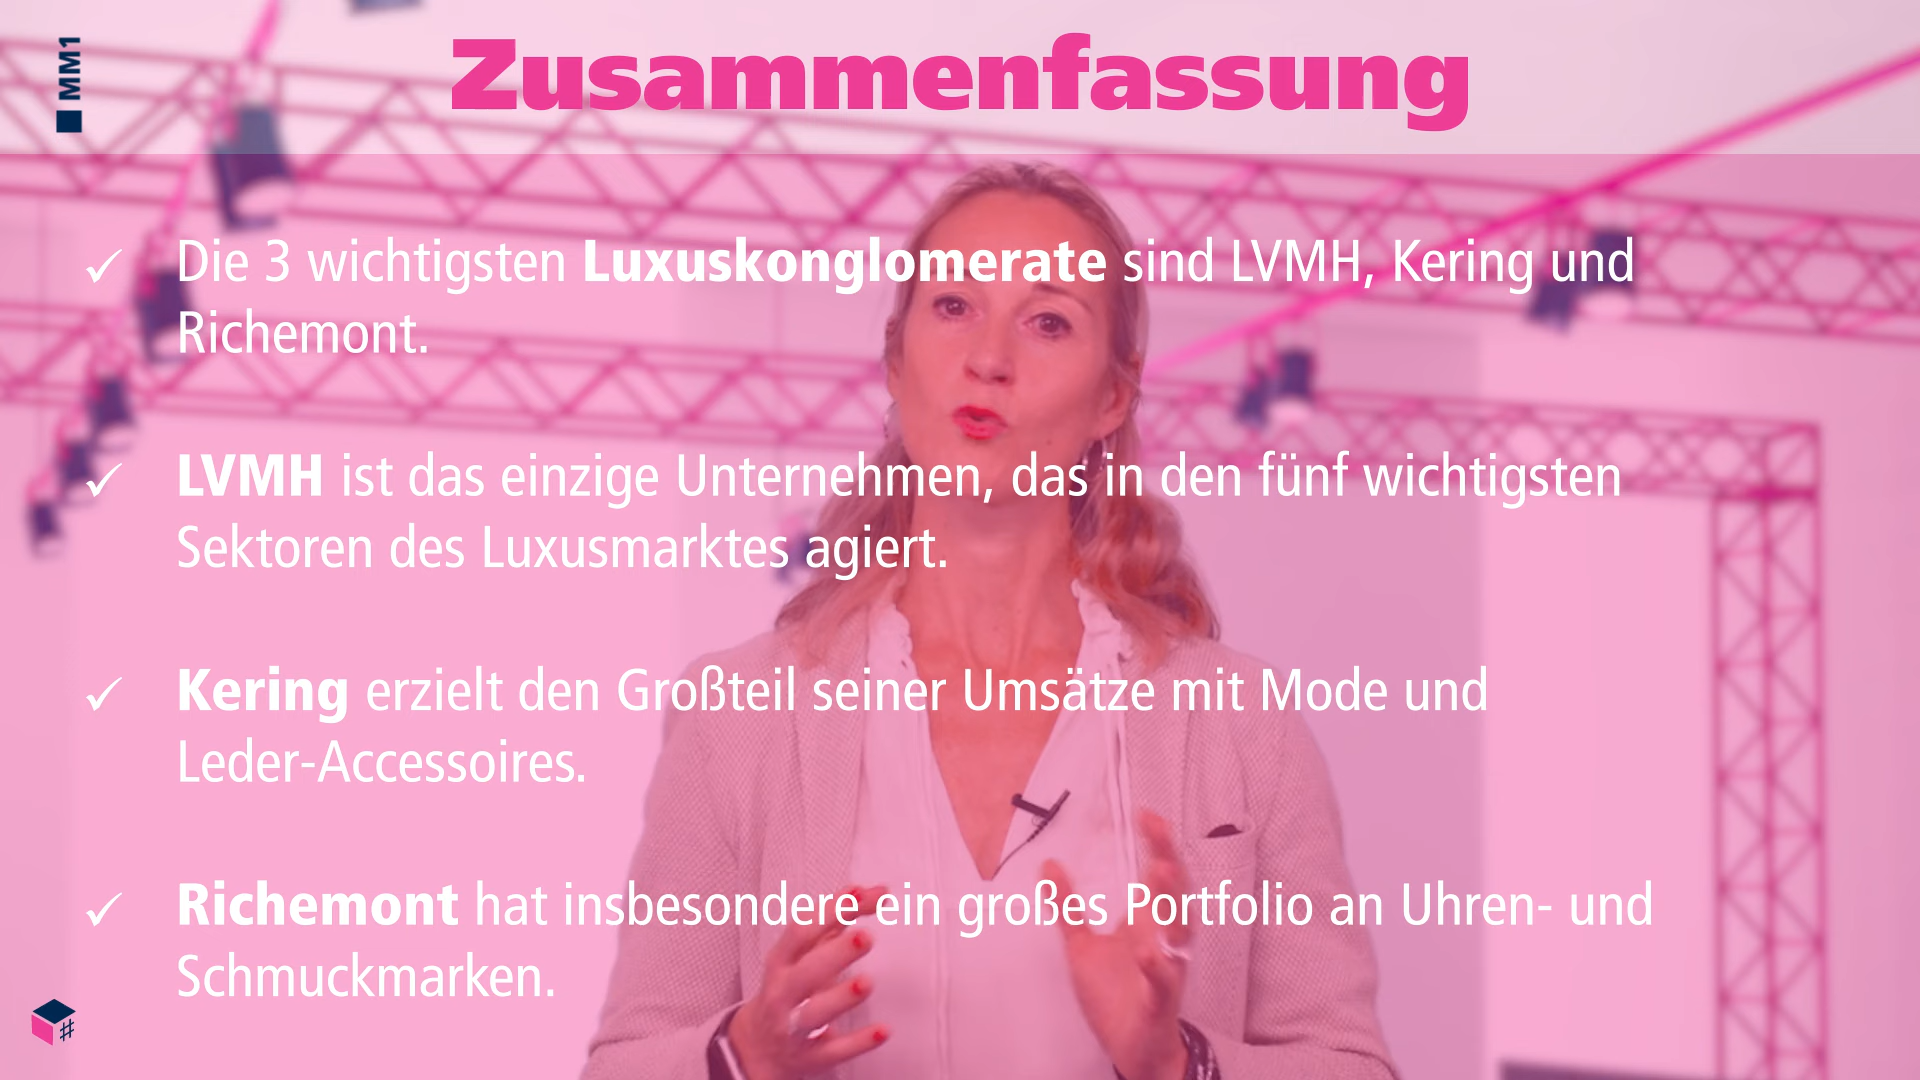 MM1
Zusammenfassung
✓ Die 3 wichtigsten Luxuskonglomerate sind LVMH, Kering und
Richemont.
✓ LVMH ist das einzige Unternehmen, das in den fünf wichtigsten
Sektoren des Luxusmarktes agiert.
✓ Kering erzielt den Großteil seiner Umsätze mit Mode und
Leder-Accessoires.
✓ Richemont hat insbesondere ein großes Portfolio an Uhren- und
Schmuckmarken.
#